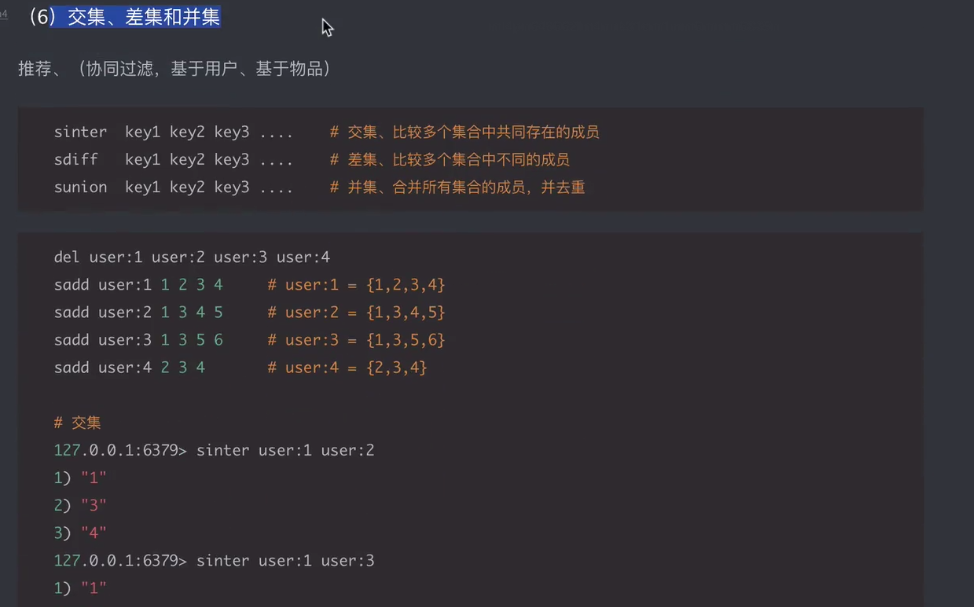 （6）交集、差集和并集
推荐、（协同过滤，基于用户、基于物品）
sinter key1 key2 key3 .... # 交集、比较多个集合中共同存在的成员
sdiff key1 key2 key3 .... # 差集、比较多个集合中不同的成员
sunion key1 key2 key3 .... # 并集、合并所有集合的成员，并去重
del user:1 user:2 user:3 user:4
sadd user:1 1 2 3 4 # user:1 = {1,2,3,4}
sadd user:2 1 3 4 5 # user:2 = {1,3,4,5}
sadd user:3 1 3 5 6 # user:3 = {1,3,5,6}
sadd user:4 2 3 4 # user:4 = {2,3,4}
# 交集
127.0.0.1:6379> sinter user:1 user:2
1) "1"
2) "3"
3) "4"
127.0.0.1:6379> sinter user:1 user:3
1) "1"